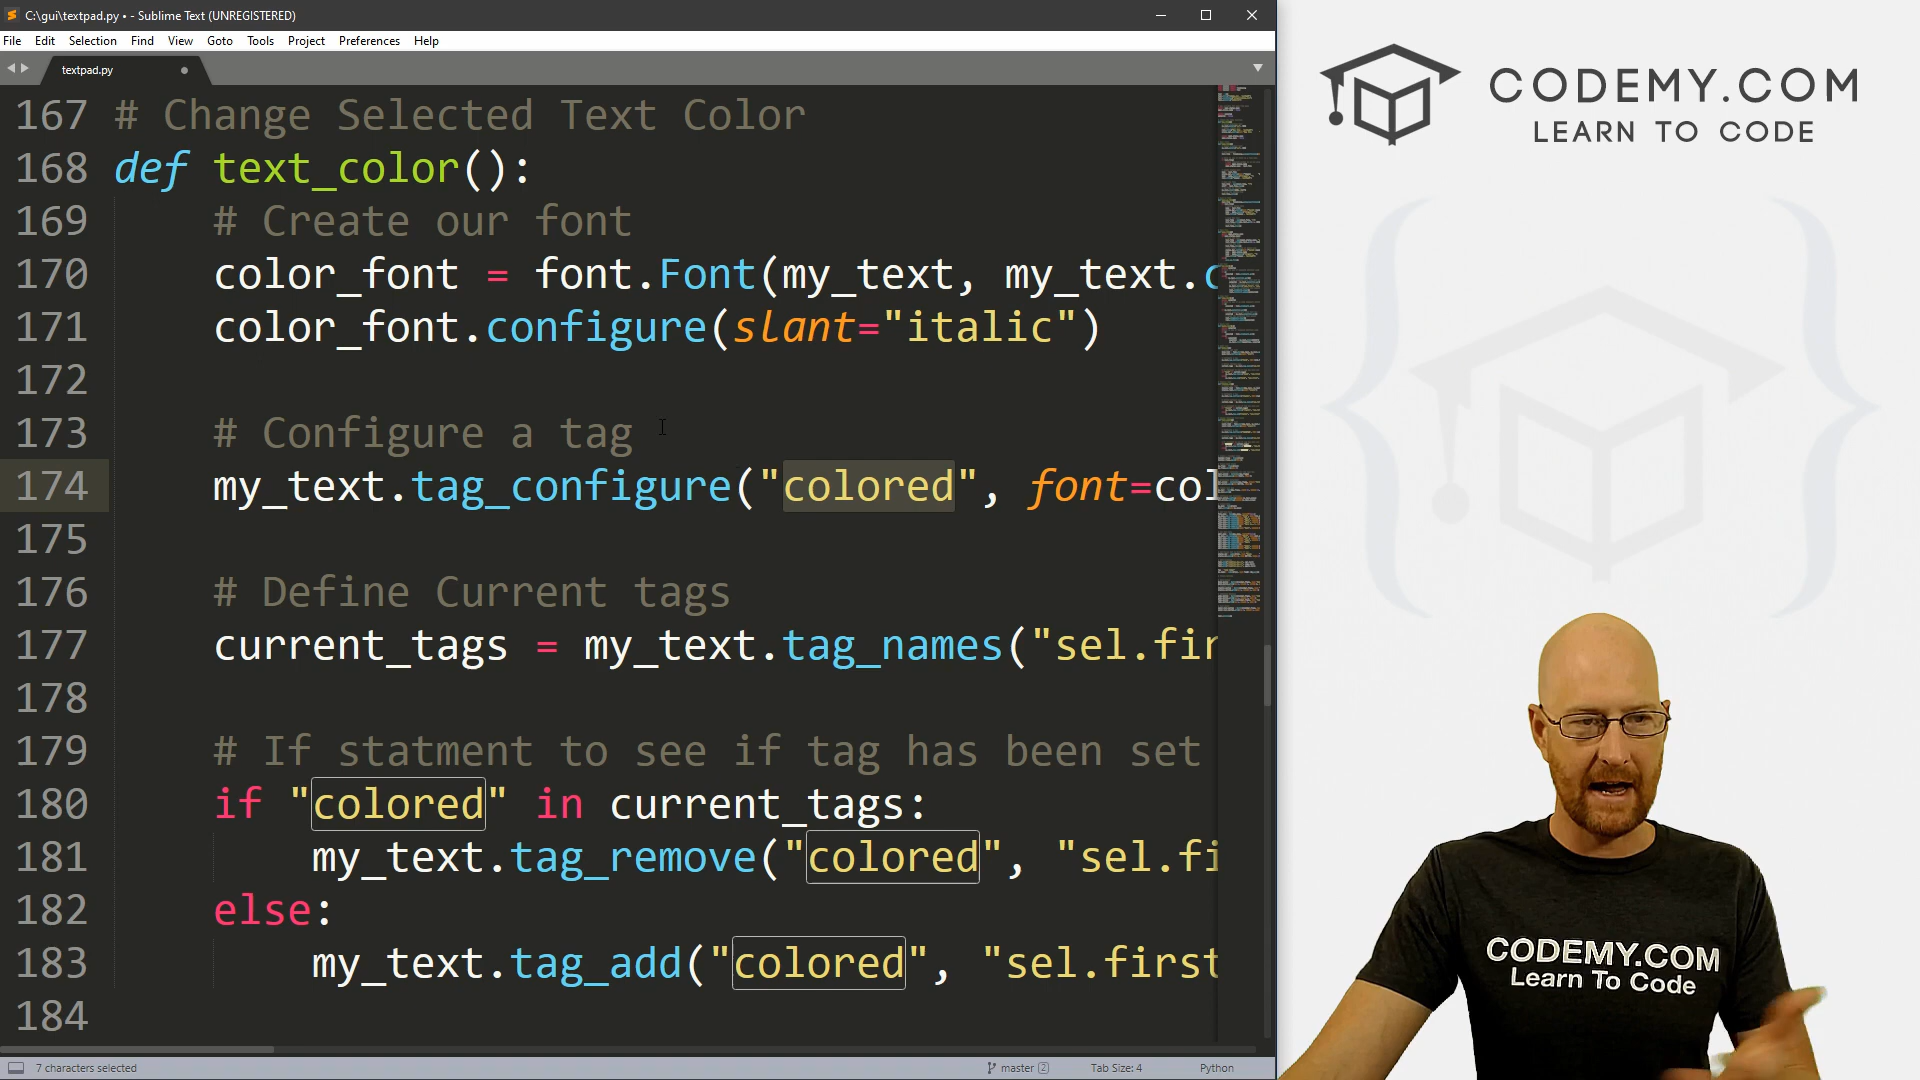 C:\gui\textpad.py • - Sublime Text (UNREGISTERED)
File Edit Selection Find View Goto Tools Project Preferences Help
textpad.py
167 # Change Selected Text Color
168 def text_color():
169 # Create our font
170 color_font = font.Font(my_text, my_text.c
171 color_font.configure(slant="italic")
172
173 # Configure a tag
174 my_text.tag_configure("colored", font=col
175
176 # Define Current tags
177 current_tags = my_text.tag_names("sel.fir
178
179 # If statment to see if tag has been set
180 if "colored" in current_tags:
181 my_text.tag_remove("colored", "sel.fi
182 else:
183 my_text.tag_add("colored", "sel.first
184
7 characters selected
master 2
Tab Size: 4
Python
CODEMY.COM
LEARN TO CODE
CODEMY.COM
Learn To Code